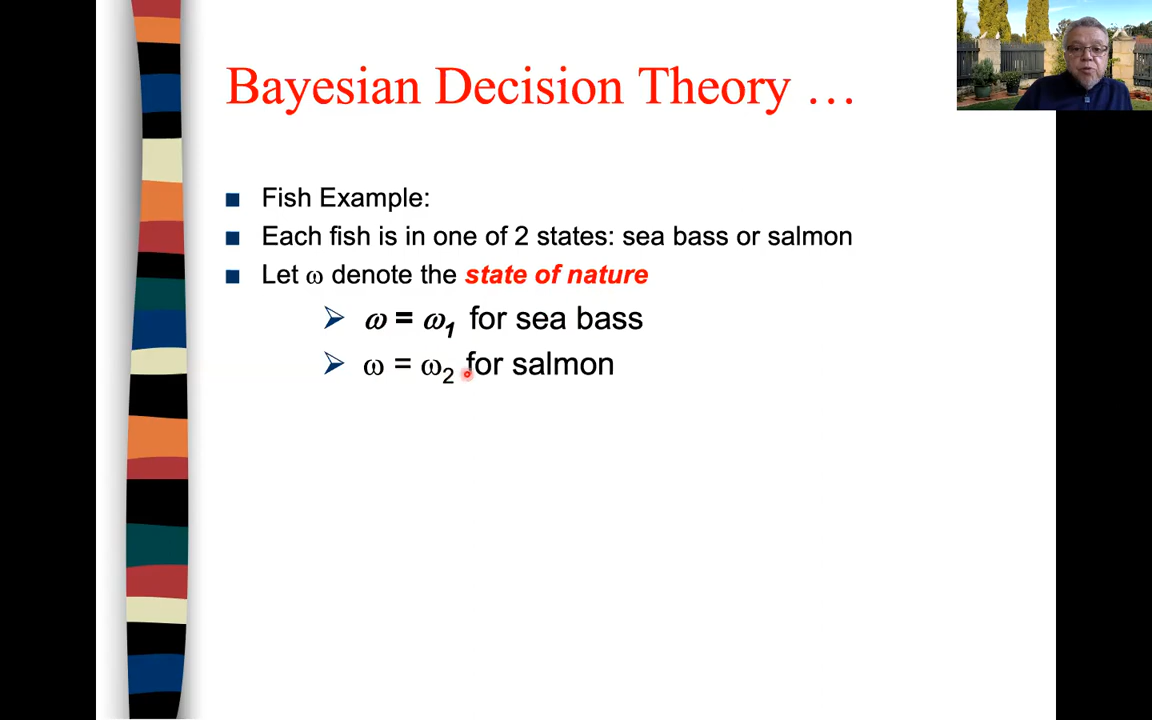 Bayesian Decision Theory …
Fish Example:
Each fish is in one of 2 states: sea bass or salmon
Let ω denote the state of nature
ω = ω₁ for sea bass
ω = ω₂ for salmon